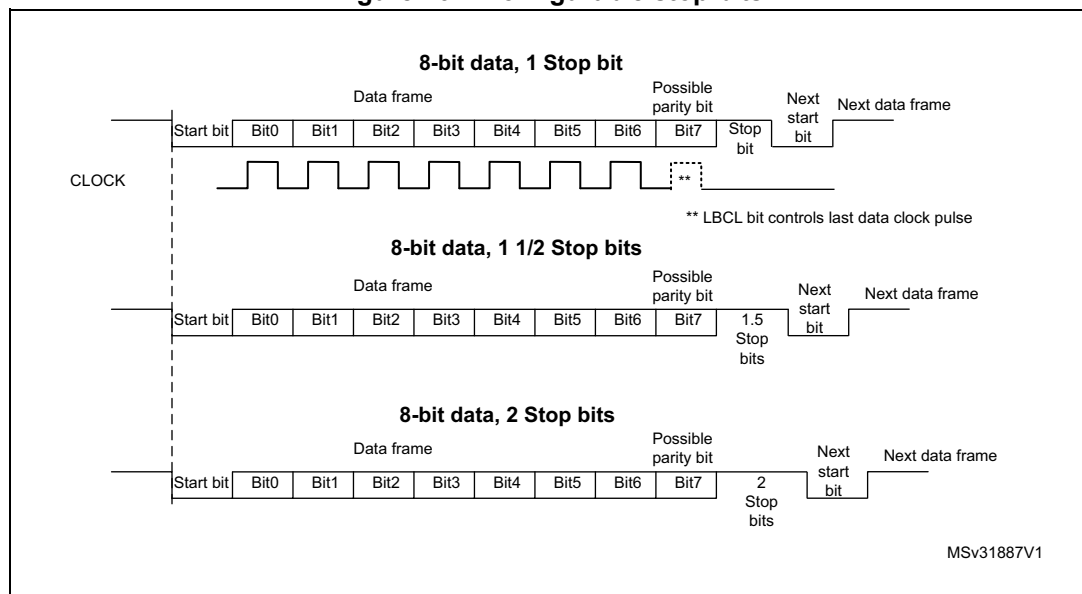 8-bit data, 1 Stop bit
Data frame
Possible parity bit
Next start bit
Next data frame
Start bit Bit0 Bit1 Bit2 Bit3 Bit4 Bit5 Bit6 Bit7 Stop bit
CLOCK
**
** LBCL bit controls last data clock pulse
8-bit data, 1 1/2 Stop bits
Data frame
Possible parity bit
Next start bit
Next data frame
Start bit Bit0 Bit1 Bit2 Bit3 Bit4 Bit5 Bit6 Bit7 1.5 Stop bits
8-bit data, 2 Stop bits
Data frame
Possible parity bit
Next start bit
Next data frame
Start bit Bit0 Bit1 Bit2 Bit3 Bit4 Bit5 Bit6 Bit7 2 Stop bits
MSv31887V1